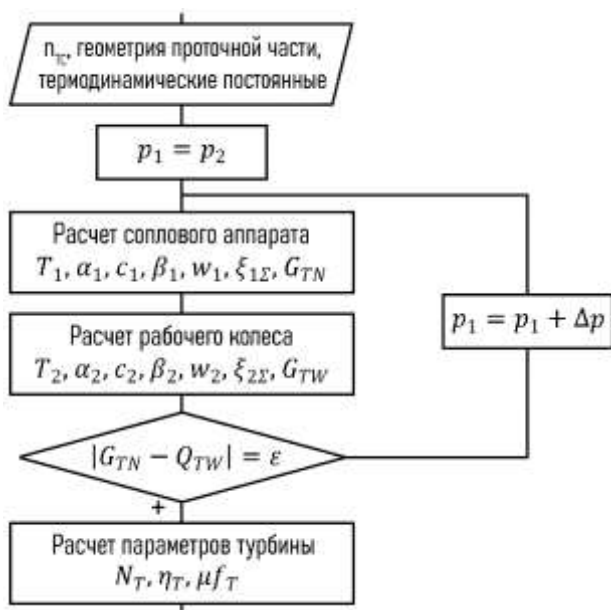 n_тс, геометрия проточной части,
термодинамические постоянные
p₁ = p₂
Расчет соплового аппарата
T₁, α₁, c₁, β₁, w₁, ξ₁Σ, G_TN
p₁ = p₁ + Δp
Расчет рабочего колеса
T₂, α₂, c₂, β₂, w₂, ξ₂Σ, G_TW
|G_TN − Q_TW| = ε
+
Расчет параметров турбины
N_T, η_T, μf_T